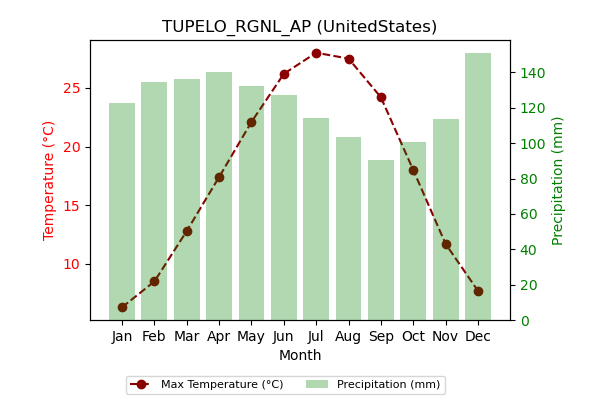 TUPELO_RGNL_AP (UnitedStates)
Temperature (°C)
25
20
15
10
Precipitation (mm)
140
120
100
80
60
40
20
0
Jan Feb Mar Apr May Jun Jul Aug Sep Oct Nov Dec
Month
Max Temperature (°C) Precipitation (mm)